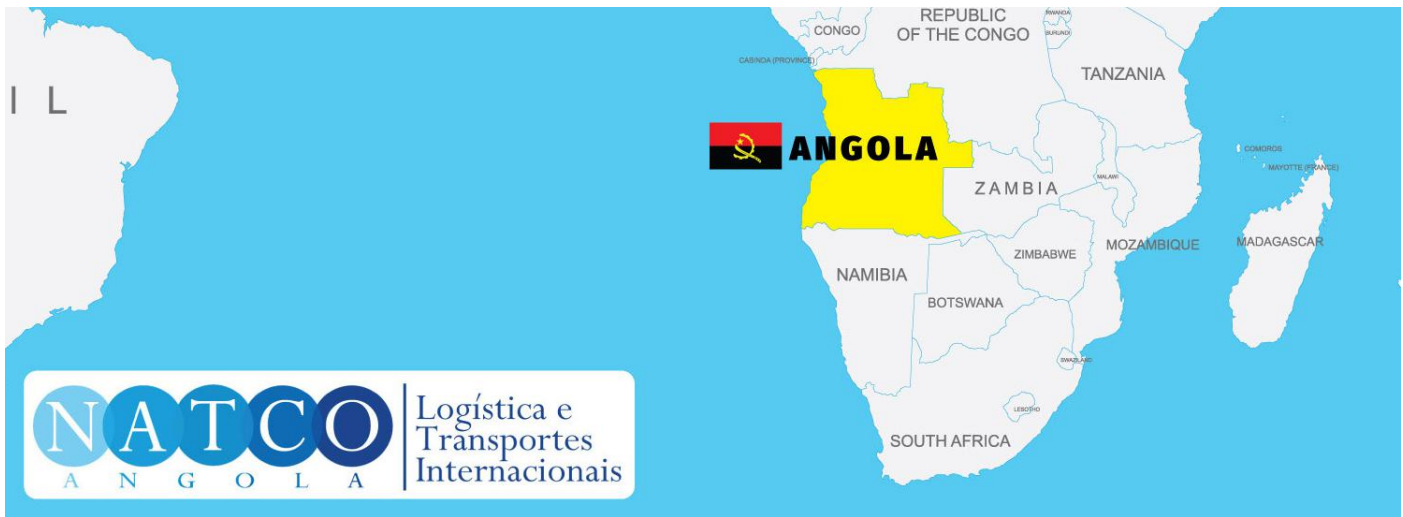 I L
CONGO
REPUBLIC
OF THE CONGO
RWANDA
BURUNDI
CABINDA (PROVINCE)
TANZANIA
ANGOLA
COMOROS
MAYOTTE (FRANCE)
MALAWI
ZAMBIA
MADAGASCAR
MOZAMBIQUE
ZIMBABWE
NAMIBIA
BOTSWANA
SWAZILAND
LESOTHO
SOUTH AFRICA
NATCO
ANGOLA
Logística e
Transportes
Internacionais